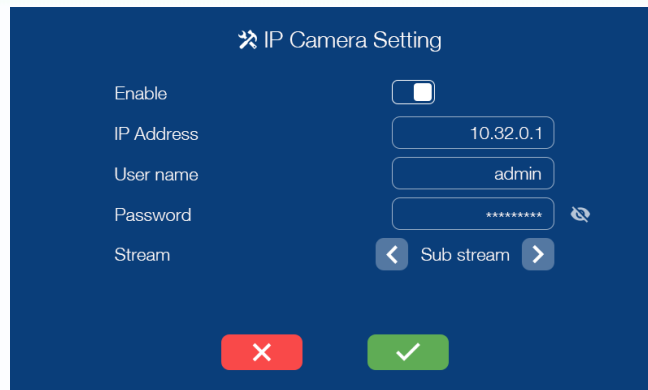 IP Camera Setting
Enable
IP Address 10.32.0.1
User name admin
Password *********
Stream Sub stream